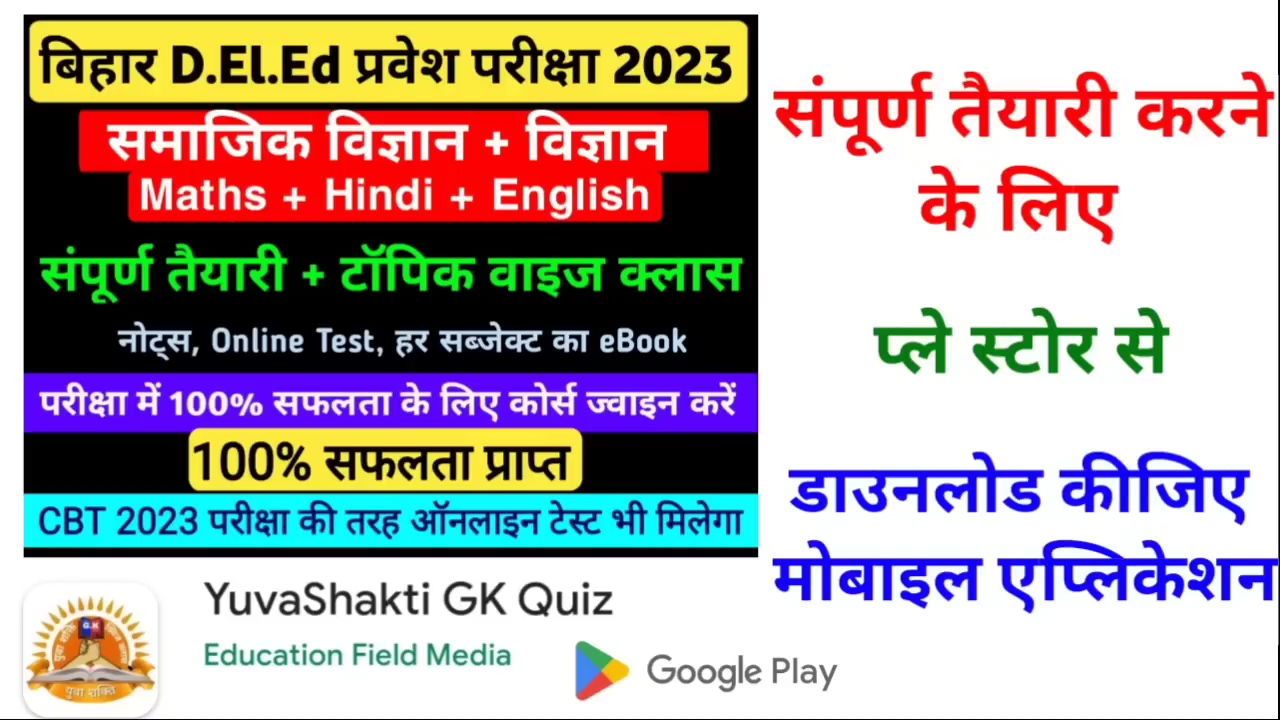 बिहार D.El.Ed प्रवेश परीक्षा 2023
समाजिक विज्ञान + विज्ञान
Maths + Hindi + English
संपूर्ण तैयारी + टॉपिक वाइज क्लास
नोट्स, Online Test, हर सब्जेक्ट का eBook
परीक्षा में 100% सफलता के लिए कोर्स ज्वाइन करें
100% सफलता प्राप्त
CBT 2023 परीक्षा की तरह ऑनलाइन टेस्ट भी मिलेगा
संपूर्ण तैयारी करने
के लिए
प्ले स्टोर से
डाउनलोड कीजिए
मोबाइल एप्लिकेशन
G.K
युवा शक्ति
YuvaShakti GK Quiz
Education Field Media
Google Play